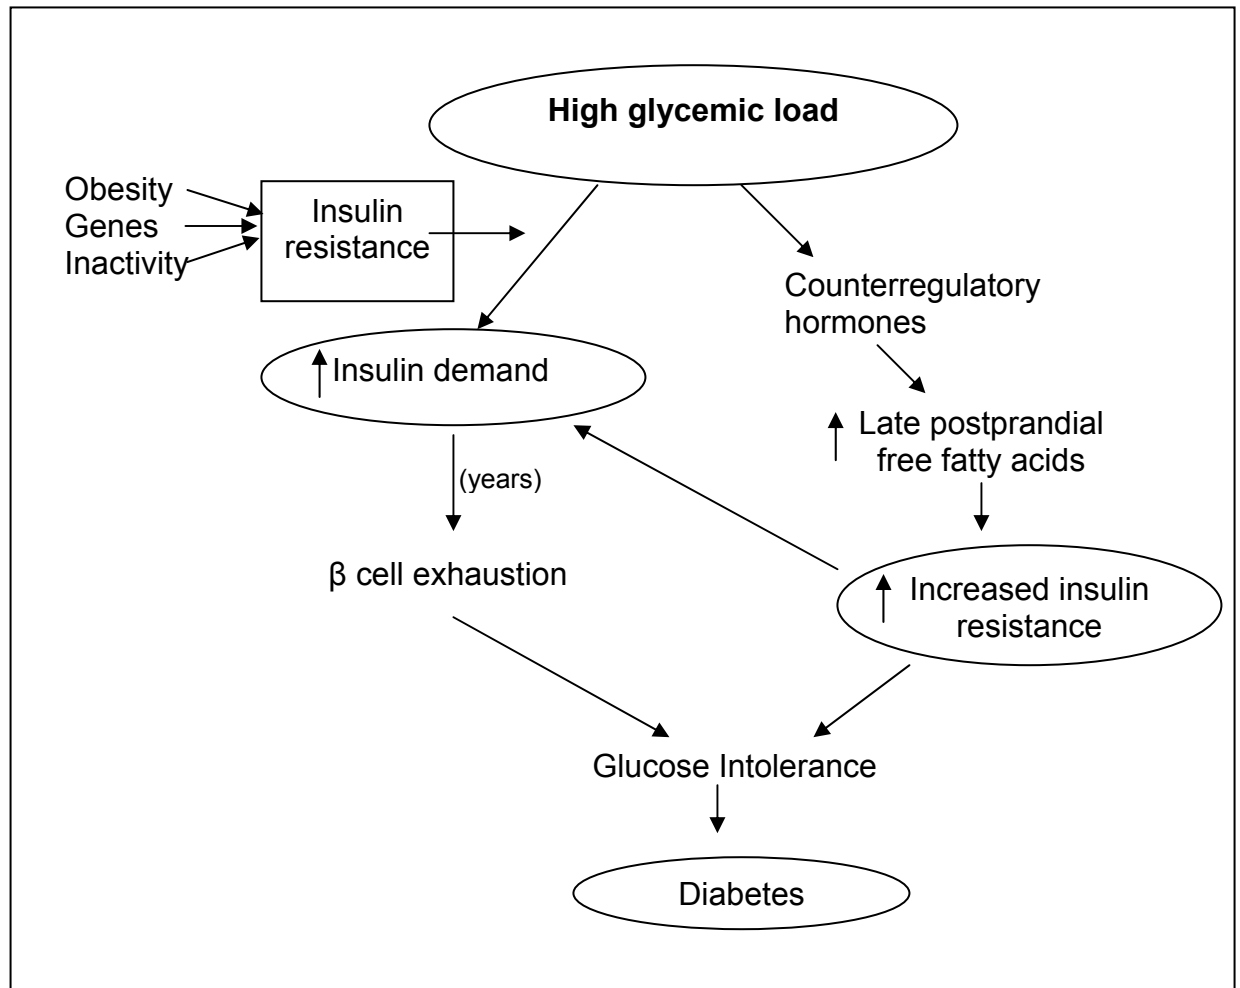 High glycemic load
Obesity
Genes
Inactivity
Insulin
resistance
Counterregulatory
hormones
Insulin demand
Late postprandial
free fatty acids
(years)
β cell exhaustion
Increased insulin
resistance
Glucose Intolerance
Diabetes